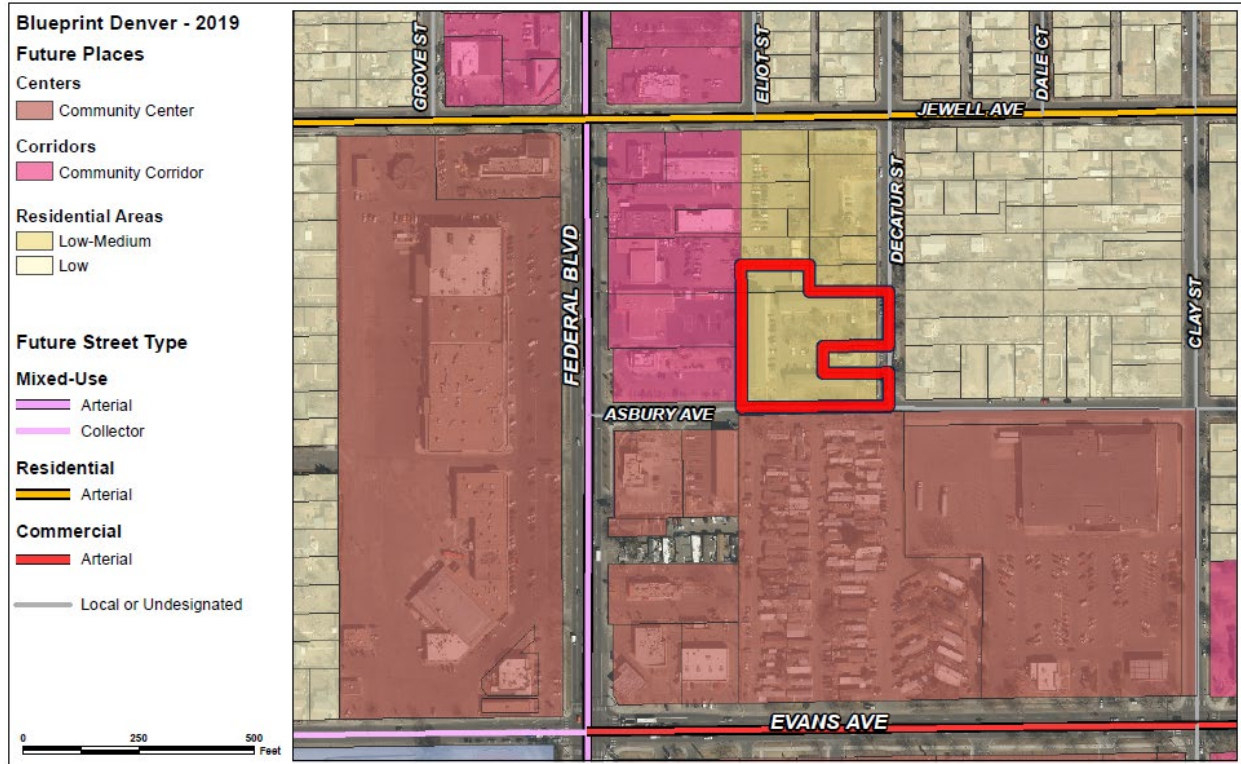 Blueprint Denver - 2019
Future Places
Centers
Community Center
Corridors
Community Corridor
Residential Areas
Low-Medium
Low
Future Street Type
Mixed-Use
Arterial
Collector
Residential
Arterial
Commercial
Arterial
Local or Undesignated
0 250 500
Feet
GROVE ST
ELIOT ST
DALE CT
JEWELL AVE
FEDERAL BLVD
DECATUR ST
CLAY ST
ASBURY AVE
EVANS AVE